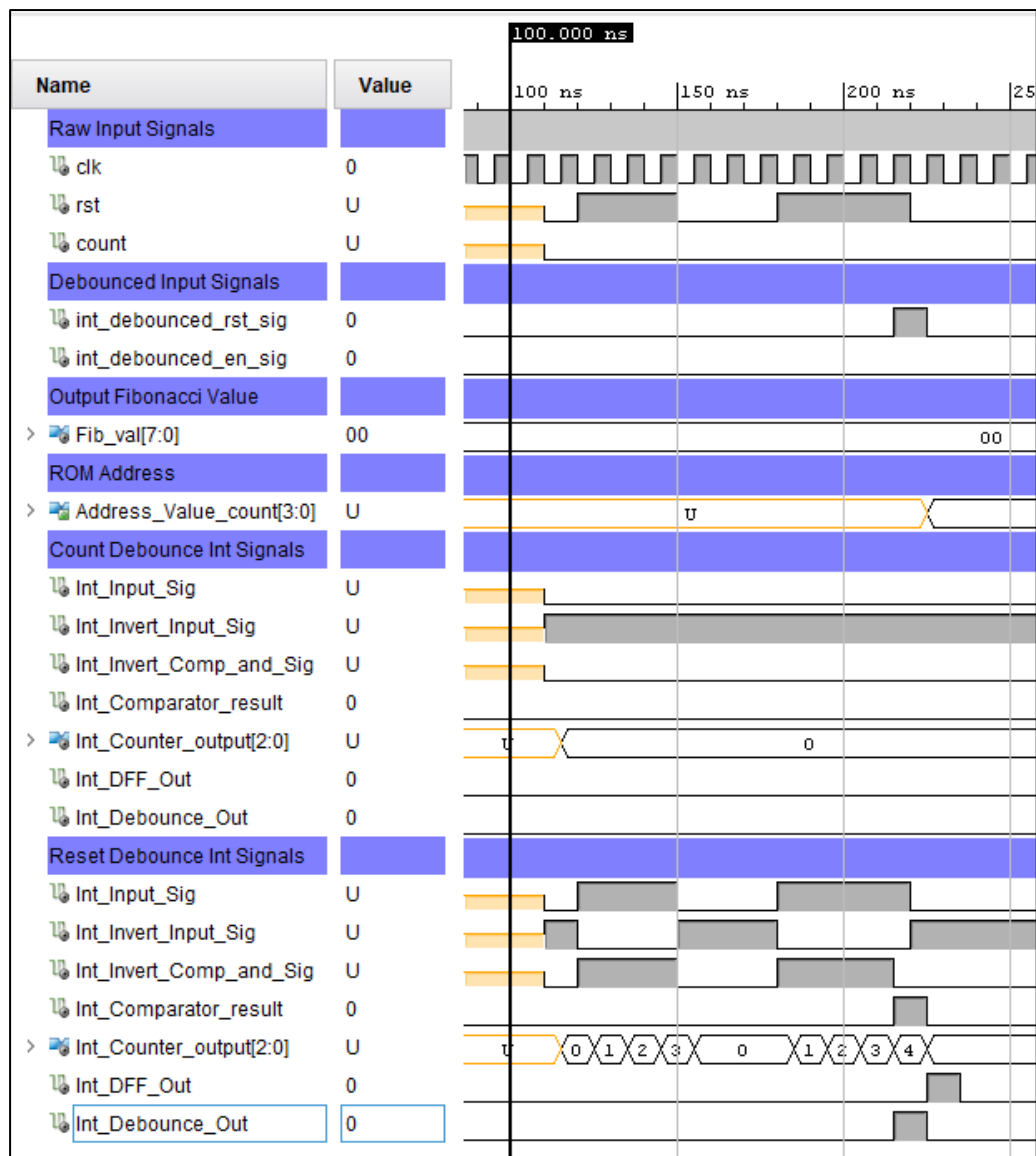 100.000 ns
Name Value 100 ns 150 ns 200 ns 25
Raw Input Signals
clk 0
rst U
count U
Debounced Input Signals
int_debounced_rst_sig 0
int_debounced_en_sig 0
Output Fibonacci Value
Fib_val[7:0] 00 00
ROM Address
Address_Value_count[3:0] U U
Count Debounce Int Signals
Int_Input_Sig U
Int_Invert_Input_Sig U
Int_Invert_Comp_and_Sig U
Int_Comparator_result 0
Int_Counter_output[2:0] U U 0
Int_DFF_Out 0
Int_Debounce_Out 0
Reset Debounce Int Signals
Int_Input_Sig U
Int_Invert_Input_Sig U
Int_Invert_Comp_and_Sig U
Int_Comparator_result 0
Int_Counter_output[2:0] U U 0 1 2 3 0 1 2 3 4
Int_DFF_Out 0
Int_Debounce_Out 0